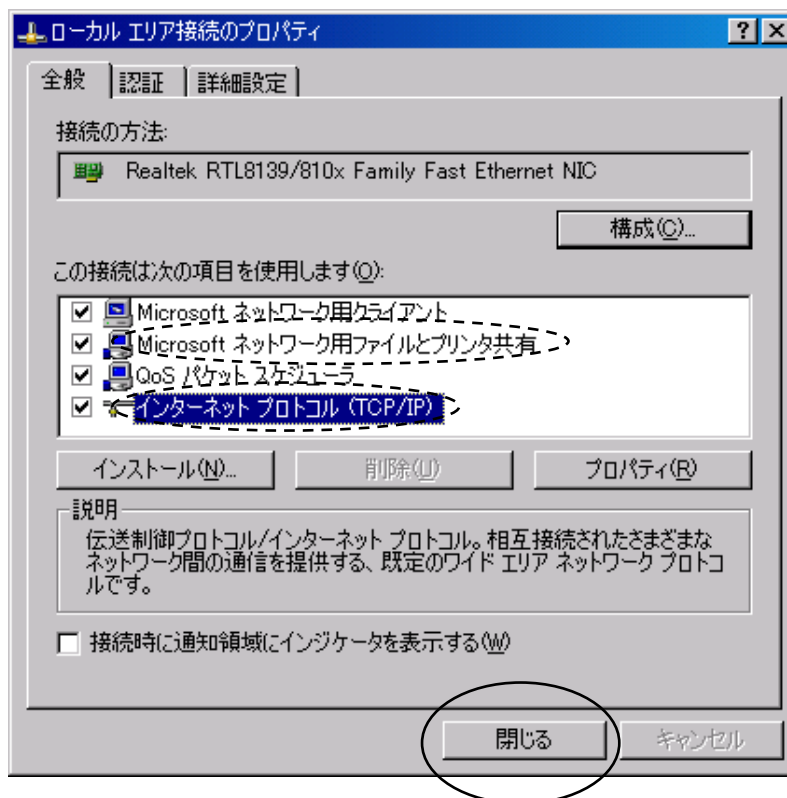 ローカル エリア接続のプロパティ
全般 認証 詳細設定
接続の方法:
Realtek RTL8139/810x Family Fast Ethernet NIC
構成(C)...
この接続は次の項目を使用します(O):
Microsoft ネットワーク用クライアント
Microsoft ネットワーク用ファイルとプリンタ共有
QoS パケット スケジューラ
インターネット プロトコル (TCP/IP)
インストール(N)... 削除(U) プロパティ(R)
説明
伝送制御プロトコル/インターネット プロトコル。相互接続されたさまざまな
ネットワーク間の通信を提供する、既定のワイド エリア ネットワーク プロトコ
ルです。
接続時に通知領域にインジケータを表示する(W)
閉じる キャンセル